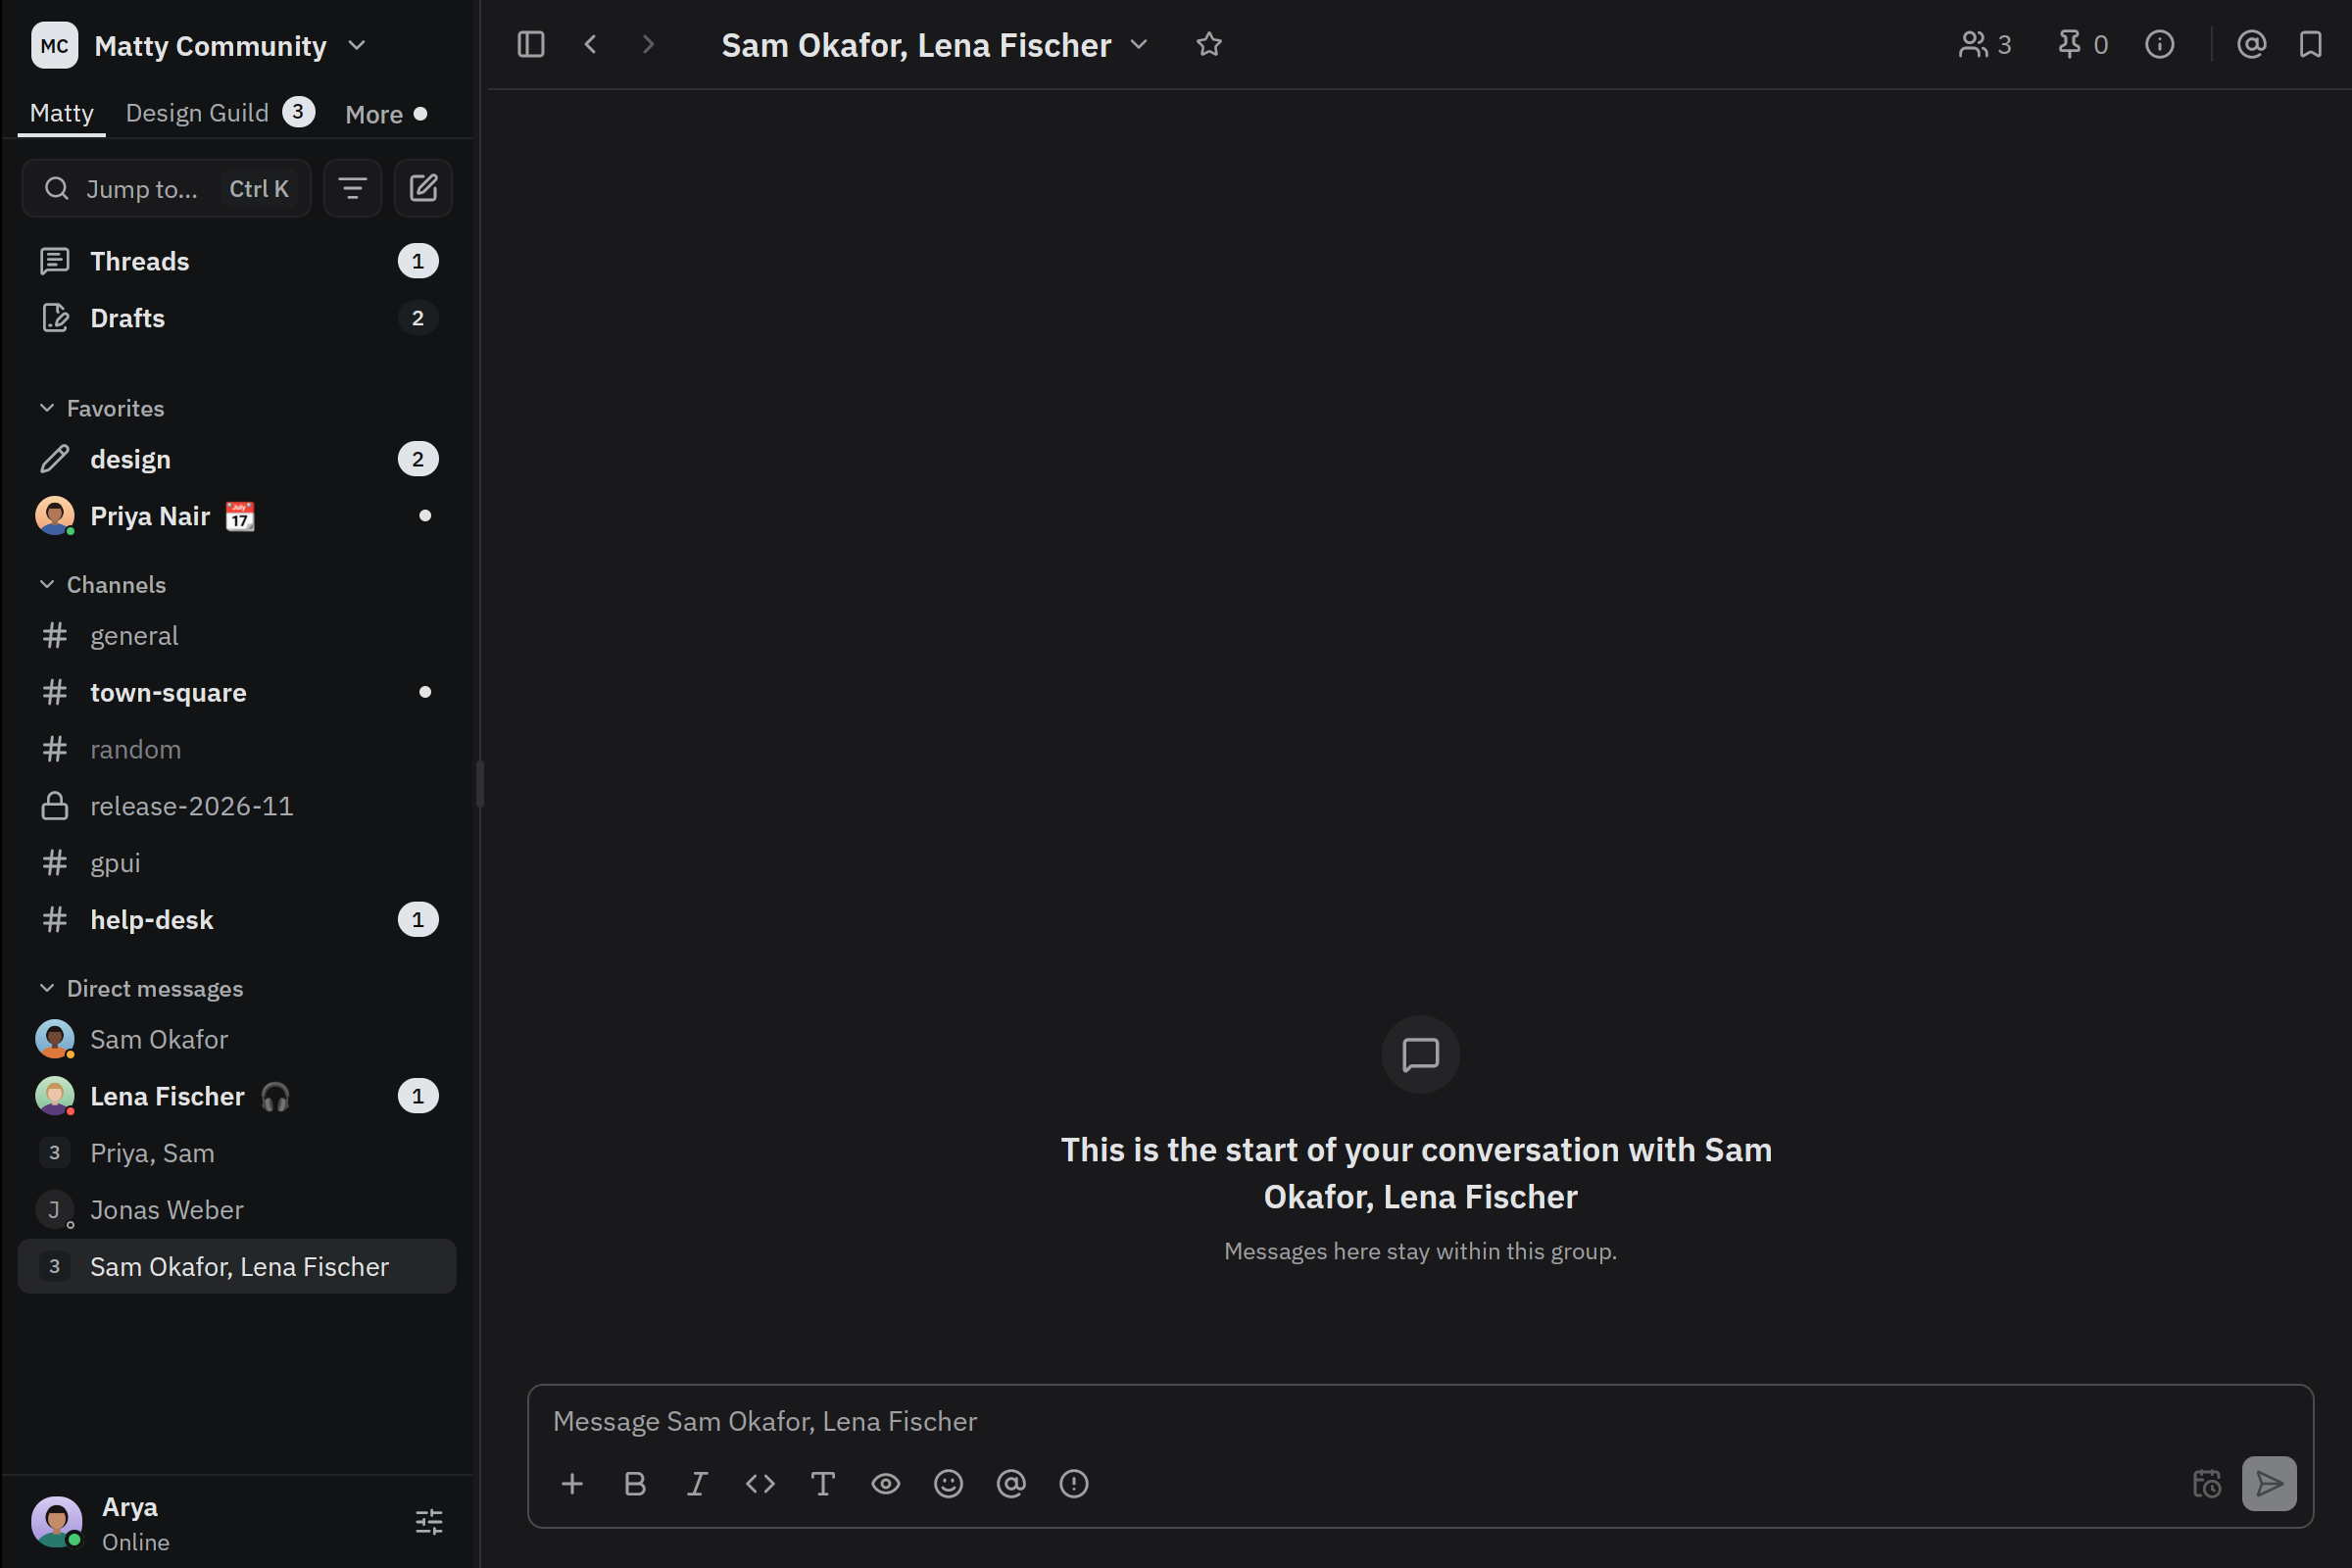 MC Matty Community
Matty Design Guild 3 More
Jump to... Ctrl K
Threads 1
Drafts 2
Favorites
design 2
Priya Nair July 17
Channels
general
town-square
random
release-2026-11
gpui
help-desk 1
Direct messages
Sam Okafor
Lena Fischer 1
3 Priya, Sam
J Jonas Weber
3 Sam Okafor, Lena Fischer
Arya
Online
Sam Okafor, Lena Fischer
3 0
This is the start of your conversation with Sam
Okafor, Lena Fischer
Messages here stay within this group.
Message Sam Okafor, Lena Fischer